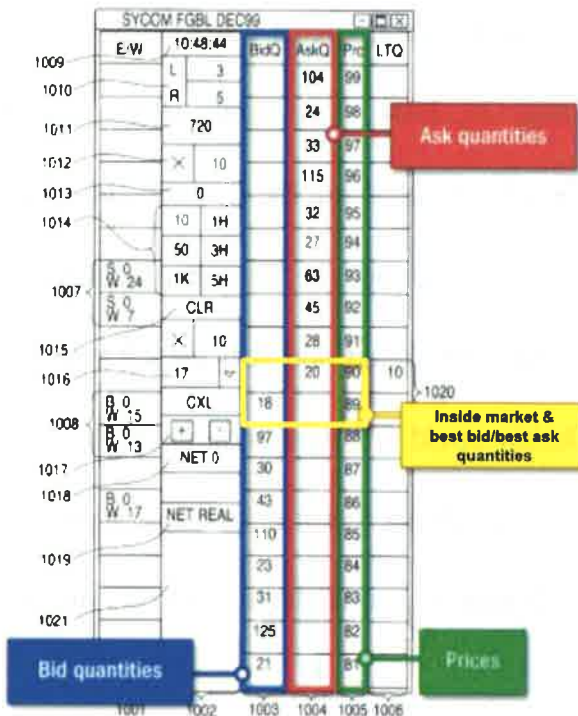 SYCOM FGBL DEC99
E/W 10:48:44 BidQ AskQ Prc LTQ
1009 L 3 104 99
1010 R 5 24 98
Ask quantities
1011 720 33 97
1012 X 10 115 96
1013 0 32 95
1014 10 1H 27 94
50 3H 63 93
1007 S 0 W 24 1K 5H
S 0 W 7 CLR 45 92
1015 X 10 28 91
1016 17 20 90 10
1020
1008 B 0 W 15 CXL 18 89
B 0 W 13 + - 97 88
Inside market &
best bid/best ask
quantities
1017 NET 0 30 87
1018 B 0 W 17 43 86
NET REAL 110 85
1019 23 84
31 83
1021 125 82
Bid quantities 21 81 Prices
1001 1002 1003 1004 1005 1006